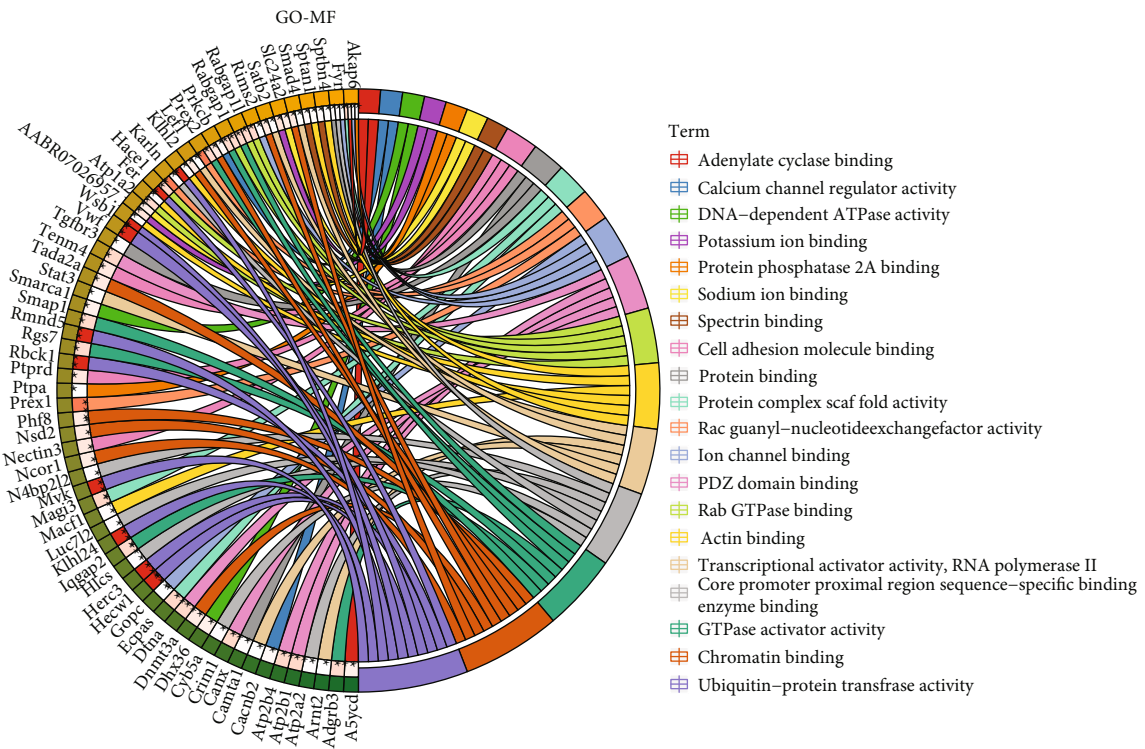 GO-MF
Akap6
Fyn
Sptbn4
Sptan1
Smad4
Slc24a2
Satb2
Rims2
Rabgap1l
Rabgap1
Prkcb
Prex2
Lef1
Klhl2
Karln
Hace1
Fer
Atp1a2
AABR07026957
Wsb1
Vwf
Tgfbr3
Tenm4
Tada2a
Stat3
Smarca1
Smap1
Rmnd5
Rgs7
Rbck1
Ptprd
Ptpa
Prex1
Phf8
Nsd2
Nectin3
Ncor1
N4bp2l2
Mvk
Magi3
Macf1
Luc7l2
Klhl24
Iqgap2
Hlcs
Herc3
Hecw1
Gopc
Ecpas
Dtna
Dnmt3a
Dhx36
Cyb5a
Crim1
Canx
Camta1
Cacnb2
Atp2b4
Atp2b1
Atp2a2
Arnt2
Adgrb3
A5ycd
Term
Adenylate cyclase binding
Calcium channel regulator activity
DNA−dependent ATPase activity
Potassium ion binding
Protein phosphatase 2A binding
Sodium ion binding
Spectrin binding
Cell adhesion molecule binding
Protein binding
Protein complex scaf fold activity
Rac guanyl−nucleotideexchangefactor activity
Ion channel binding
PDZ domain binding
Rab GTPase binding
Actin binding
Transcriptional activator activity, RNA polymerase II
Core promoter proximal region sequence−specific binding
enzyme binding
GTPase activator activity
Chromatin binding
Ubiquitin−protein transfrase activity